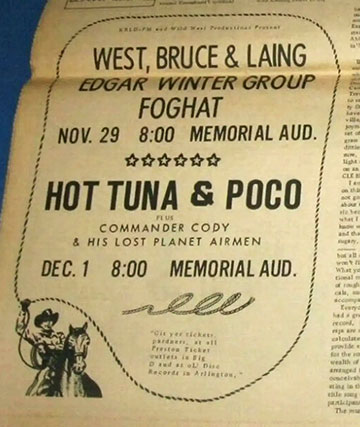 KRLD-FM and Wild West Productions Present
WEST, BRUCE & LAING
EDGAR WINTER GROUP
FOGHAT
NOV. 29 8:00 MEMORIAL AUD.
HOT TUNA & POCO
PLUS
COMMANDER CODY
& HIS LOST PLANET AIRMEN
DEC. 1 8:00 MEMORIAL AUD.
"Git yer tickets,
pardners, at all
Preston Ticket
outlets in Big
D and at oU! Disc
Records in Arlington."